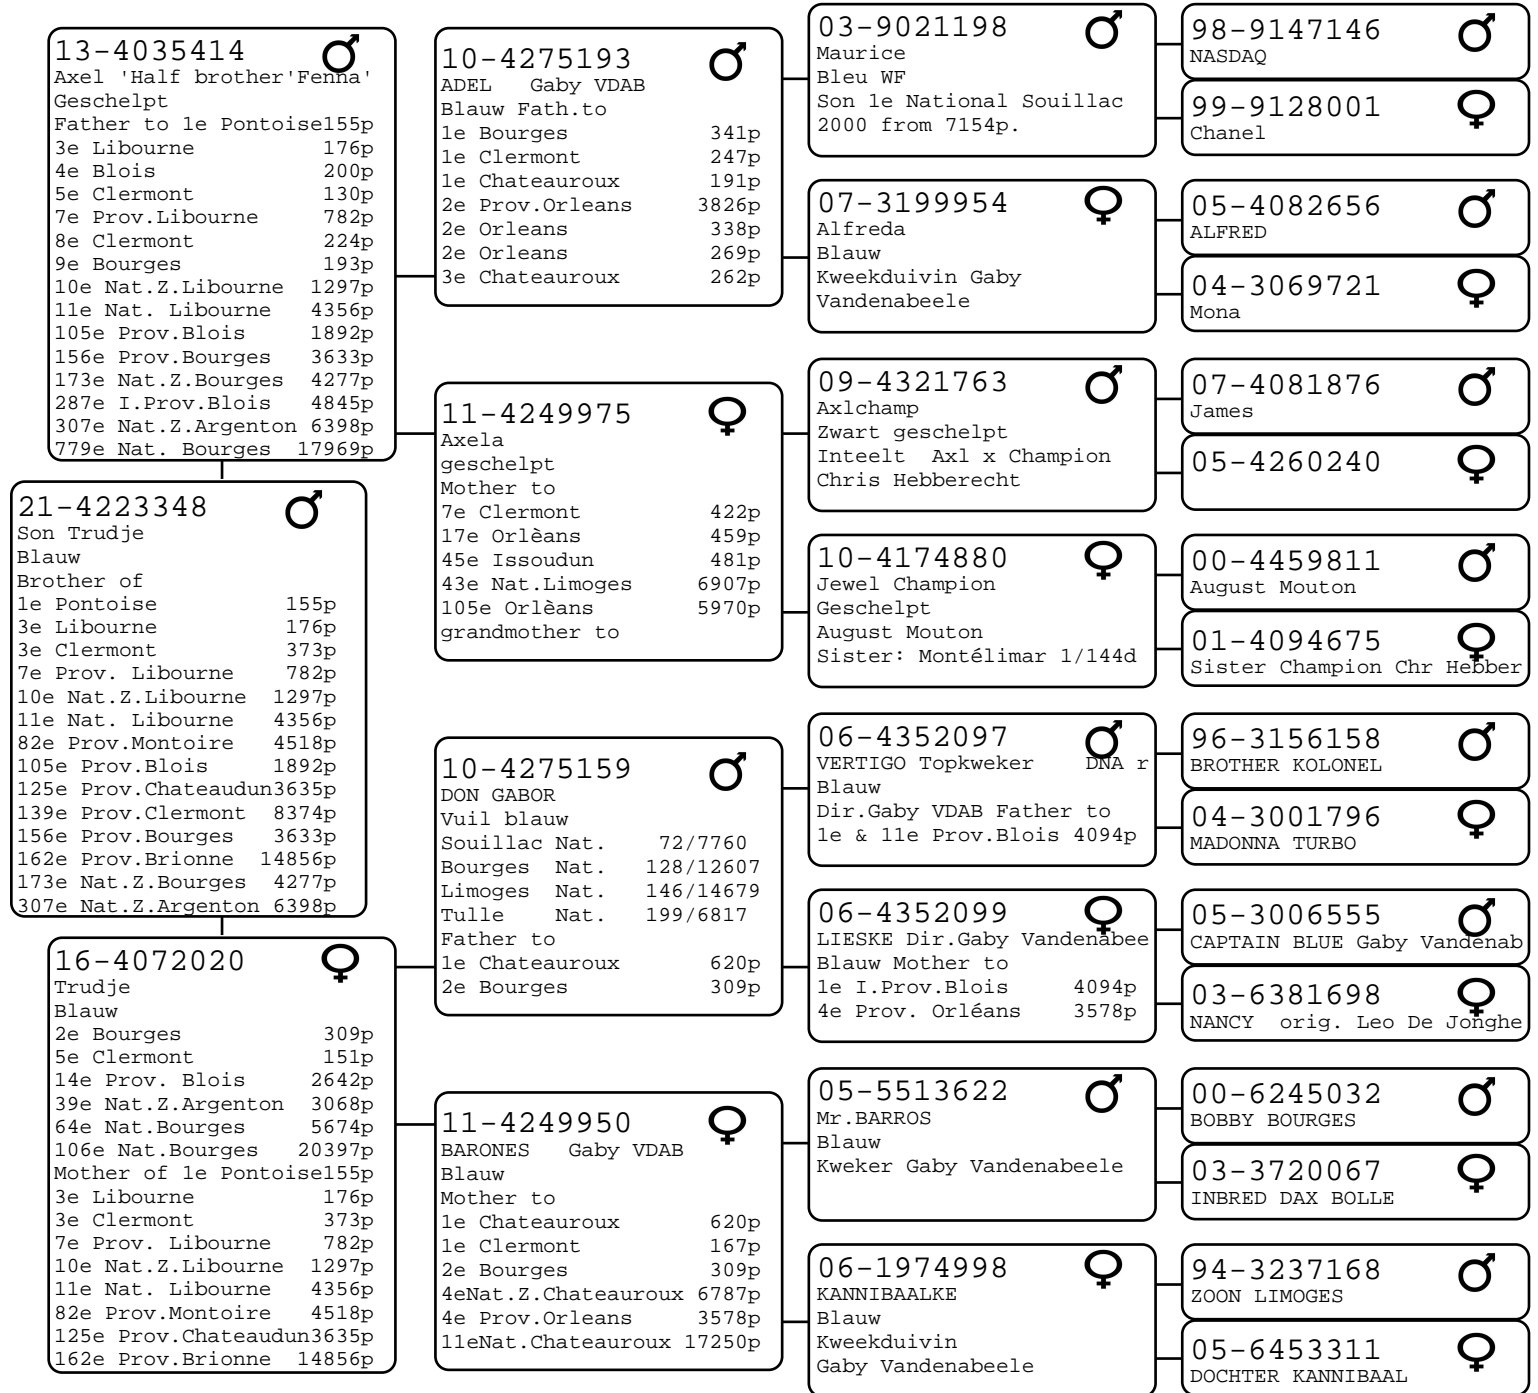 13-4035414
Axel 'Half brother'Fenna'
Geschelpt
Father to 1e Pontoise155p
3e Libourne 176p
4e Blois 200p
5e Clermont 130p
7e Prov.Libourne 782p
8e Clermont 224p
9e Bourges 193p
10e Nat.Z.Libourne 1297p
11e Nat. Libourne 4356p
105e Prov.Blois 1892p
156e Prov.Bourges 3633p
173e Nat.Z.Bourges 4277p
287e I.Prov.Blois 4845p
307e Nat.Z.Argenton 6398p
779e Nat. Bourges 17969p
21-4223348
Son Trudje
Blauw
Brother of
1e Pontoise 155p
3e Libourne 176p
3e Clermont 373p
7e Prov. Libourne 782p
10e Nat.Z.Libourne 1297p
11e Nat. Libourne 4356p
82e Prov.Montoire 4518p
105e Prov.Blois 1892p
125e Prov.Chateaudun3635p
139e Prov.Clermont 8374p
156e Prov.Bourges 3633p
162e Prov.Brionne 14856p
173e Nat.Z.Bourges 4277p
307e Nat.Z.Argenton 6398p
16-4072020
Trudje
Blauw
2e Bourges 309p
5e Clermont 151p
14e Prov. Blois 2642p
39e Nat.Z.Argenton 3068p
64e Nat.Bourges 5674p
106e Nat.Bourges 20397p
Mother of 1e Pontoise155p
3e Libourne 176p
3e Clermont 373p
7e Prov. Libourne 782p
10e Nat.Z.Libourne 1297p
11e Nat. Libourne 4356p
82e Prov.Montoire 4518p
125e Prov.Chateaudun3635p
162e Prov.Brionne 14856p
10-4275193
ADEL Gaby VDAB
Blauw Fath.to
1e Bourges 341p
1e Clermont 247p
1e Chateauroux 191p
2e Prov.Orleans 3826p
2e Orleans 338p
2e Orleans 269p
3e Chateauroux 262p
11-4249975
Axela
geschelpt
Mother to
7e Clermont 422p
17e Orlèans 459p
45e Issoudun 481p
43e Nat.Limoges 6907p
105e Orlèans 5970p
grandmother to
10-4275159
DON GABOR
Vuil blauw
Souillac Nat. 72/7760
Bourges Nat. 128/12607
Limoges Nat. 146/14679
Tulle Nat. 199/6817
Father to
1e Chateauroux 620p
2e Bourges 309p
11-4249950
BARONES Gaby VDAB
Blauw
Mother to
1e Chateauroux 620p
1e Clermont 167p
2e Bourges 309p
4eNat.Z.Chateauroux 6787p
4e Prov.Orleans 3578p
11eNat.Chateauroux 17250p
03-9021198
Maurice
Bleu WF
Son 1e National Souillac
2000 from 7154p.
07-3199954
Alfreda
Blauw
Kweekduivin Gaby
Vandenabeele
09-4321763
Axlchamp
Zwart geschelpt
Inteelt Axl x Champion
Chris Hebberecht
10-4174880
Jewel Champion
Geschelpt
August Mouton
Sister: Montélimar 1/144d
06-4352097
VERTIGO Topkweker DNA r
Blauw
Dir.Gaby VDAB Father to
1e & 11e Prov.Blois 4094p
06-4352099
LIESKE Dir.Gaby Vandenabee
Blauw Mother to
1e I.Prov.Blois 4094p
4e Prov. Orléans 3578p
05-5513622
Mr.BARROS
Blauw
Kweker Gaby Vandenabeele
06-1974998
KANNIBAALKE
Blauw
Kweekduivin
Gaby Vandenabeele
98-9147146
NASDAQ
99-9128001
Chanel
05-4082656
ALFRED
04-3069721
Mona
07-4081876
James
05-4260240
00-4459811
August Mouton
01-4094675
Sister Champion Chr Hebber
96-3156158
BROTHER KOLONEL
04-3001796
MADONNA TURBO
05-3006555
CAPTAIN BLUE Gaby Vandenab
03-6381698
NANCY orig. Leo De Jonghe
00-6245032
BOBBY BOURGES
03-3720067
INBRED DAX BOLLE
94-3237168
ZOON LIMOGES
05-6453311
DOCHTER KANNIBAAL